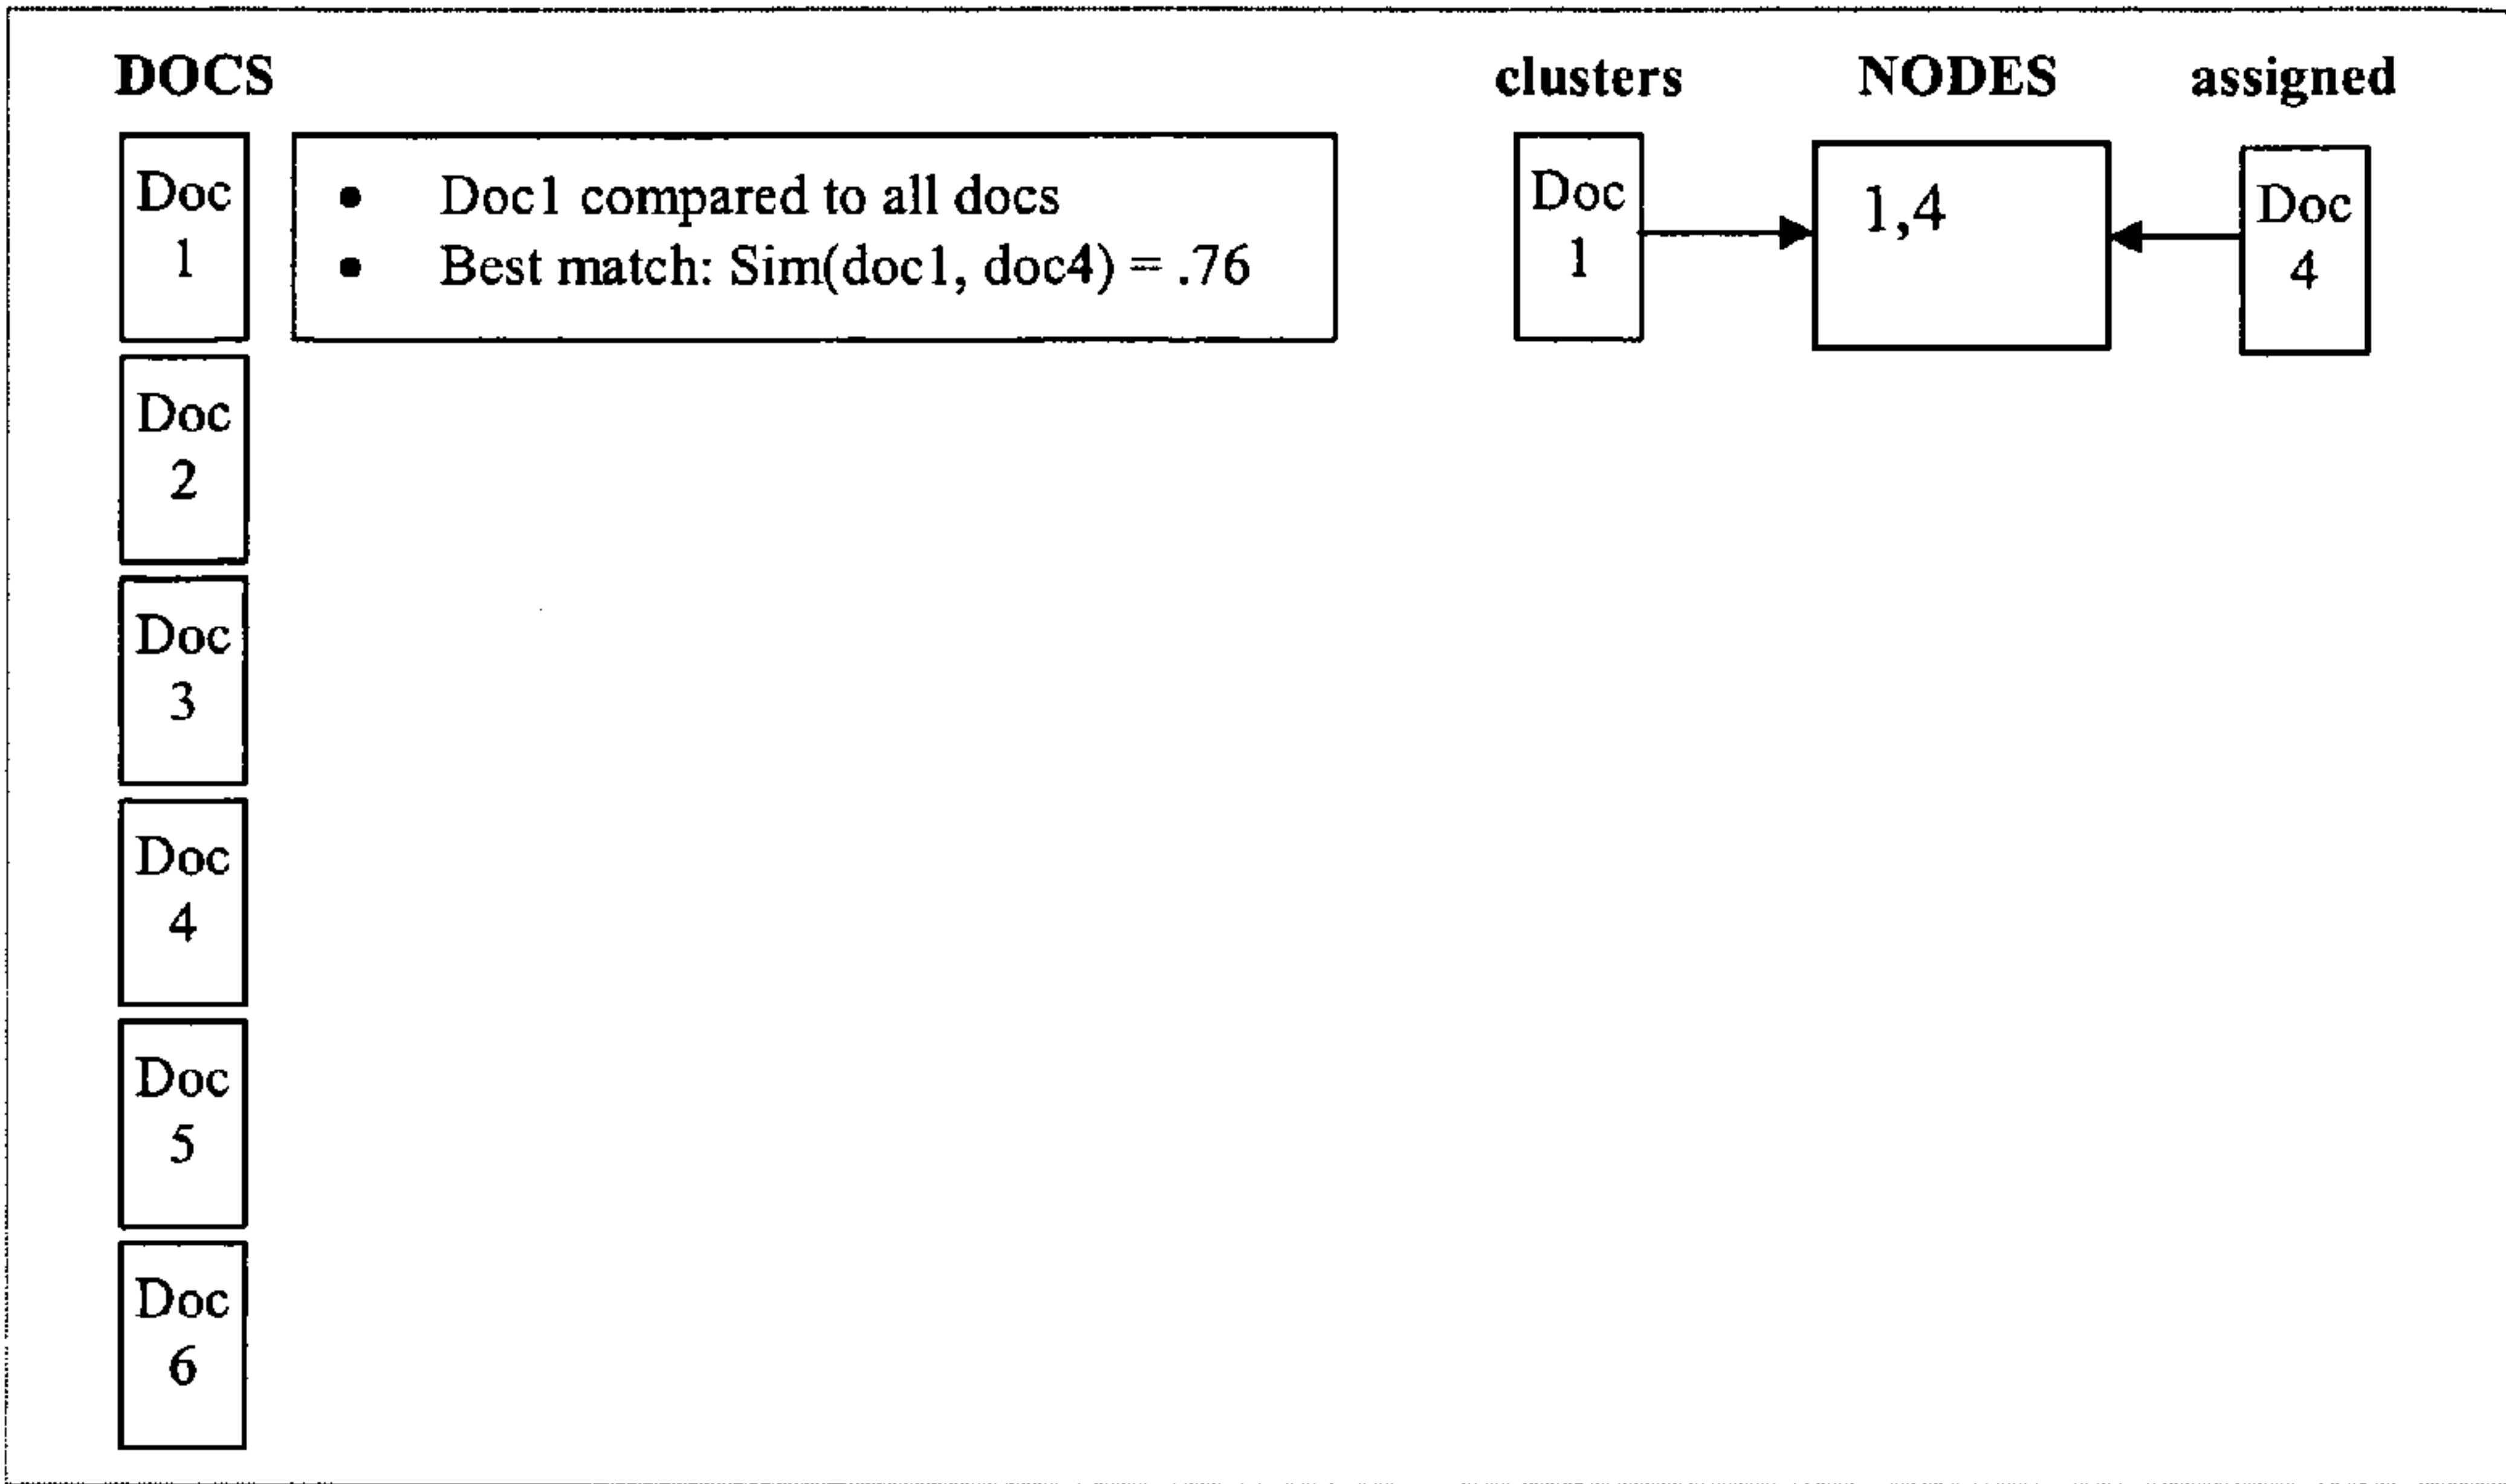 DOCS
clusters
NODES
assigned
Doc
1
• Doc1 compared to all docs
• Best match: Sim(doc1, doc4) = .76
Doc
1
1,4
Doc
4
Doc
2
Doc
3
Doc
4
Doc
5
Doc
6